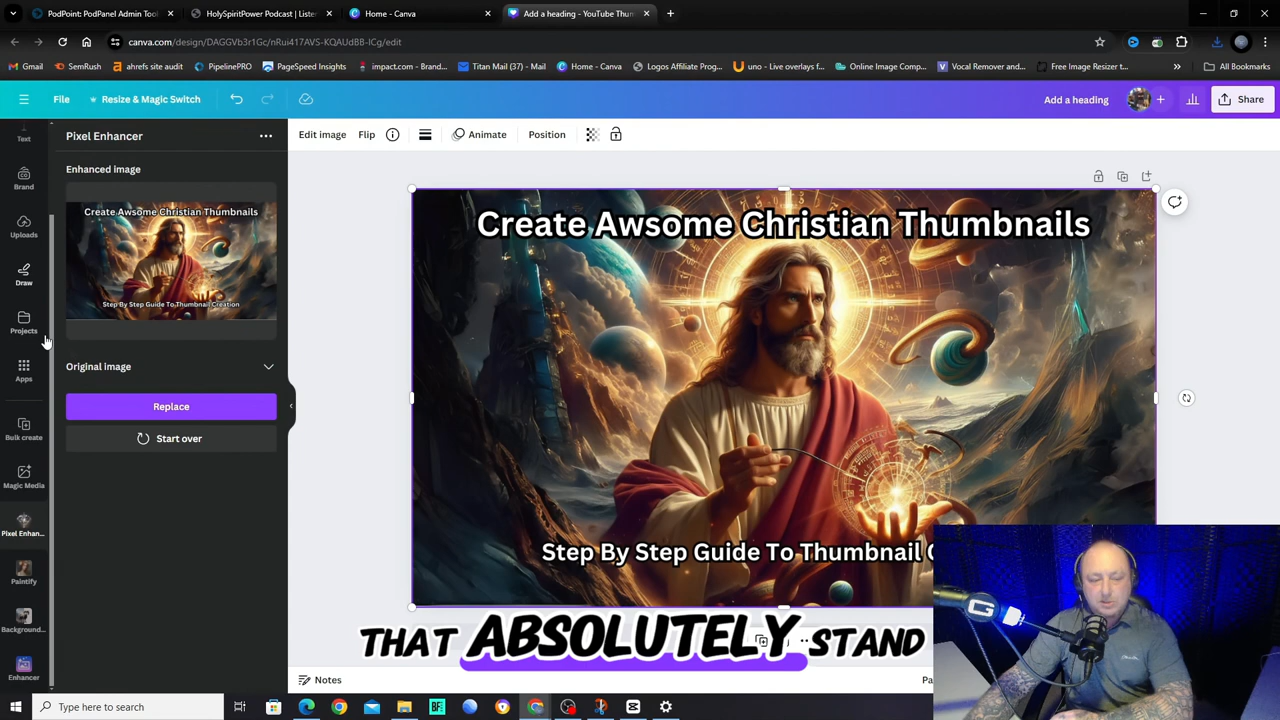 PodPoint: PodPanel Admin Tool
HolySpiritPower Podcast | Listen
Home - Canva
Add a heading - YouTube Thum
canva.com/design/DAGGVb3r1Gc/nRui417AVS-KQAUdBB-ICg/edit
Gmail
SemRush
ahrefs site audit
PipelinePRO
PageSpeed Insights
impact.com - Brand...
Titan Mail (37) - Mail
Home - Canva
Logos Affiliate Prog...
uno - Live overlays f...
Online Image Comp...
Vocal Remover and...
Free Image Resizer t...
All Bookmarks
File
Resize & Magic Switch
Add a heading
Share
Text
Brand
Uploads
Draw
Projects
Apps
Bulk create
Magic Media
Pixel Enhan...
Paintify
Background...
Enhancer
Pixel Enhancer
Enhanced image
Create Awsome Christian Thumbnails
Step By Step Guide To Thumbnail Creation
Original image
Replace
Start over
Edit image
Flip
Animate
Position
Create Awsome Christian Thumbnails
Step By Step Guide To Thumbnail
G
THAT ABSOLUTELY STAND
Notes
Pa
Type here to search
BF